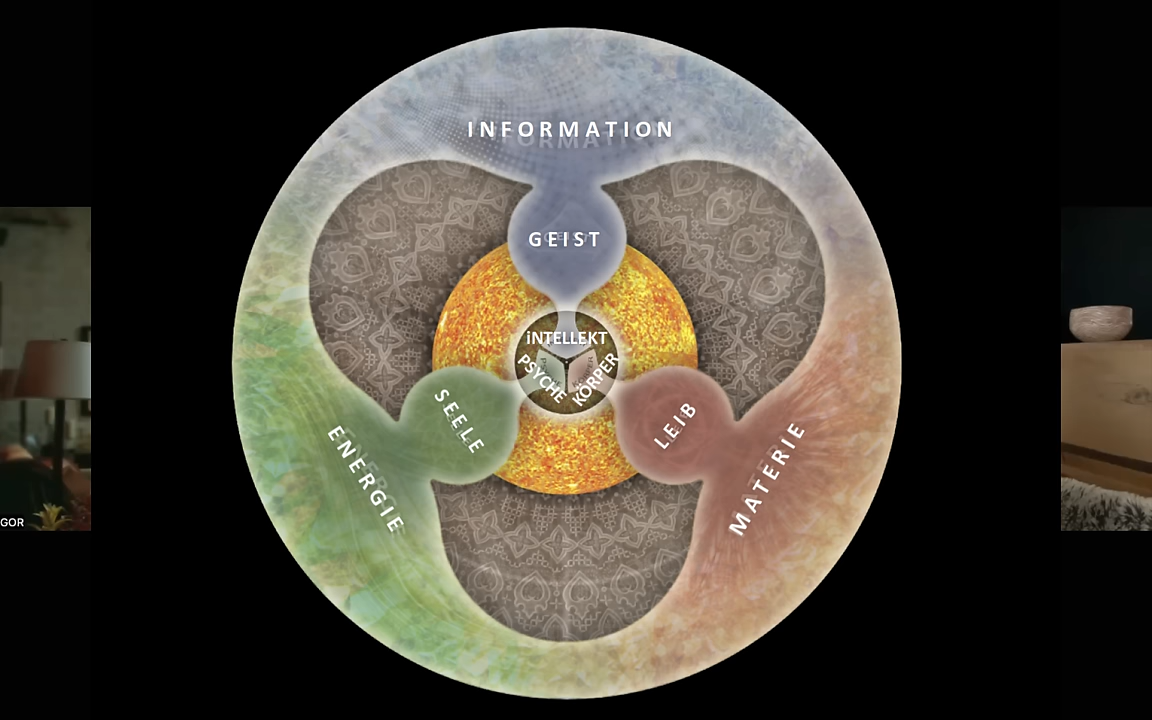 INFORMATION
GEIST
iNTELLEKT
PSYCHE
KÖRPER
SEELE
LEIB
ENERGIE
MATERIE
GOR